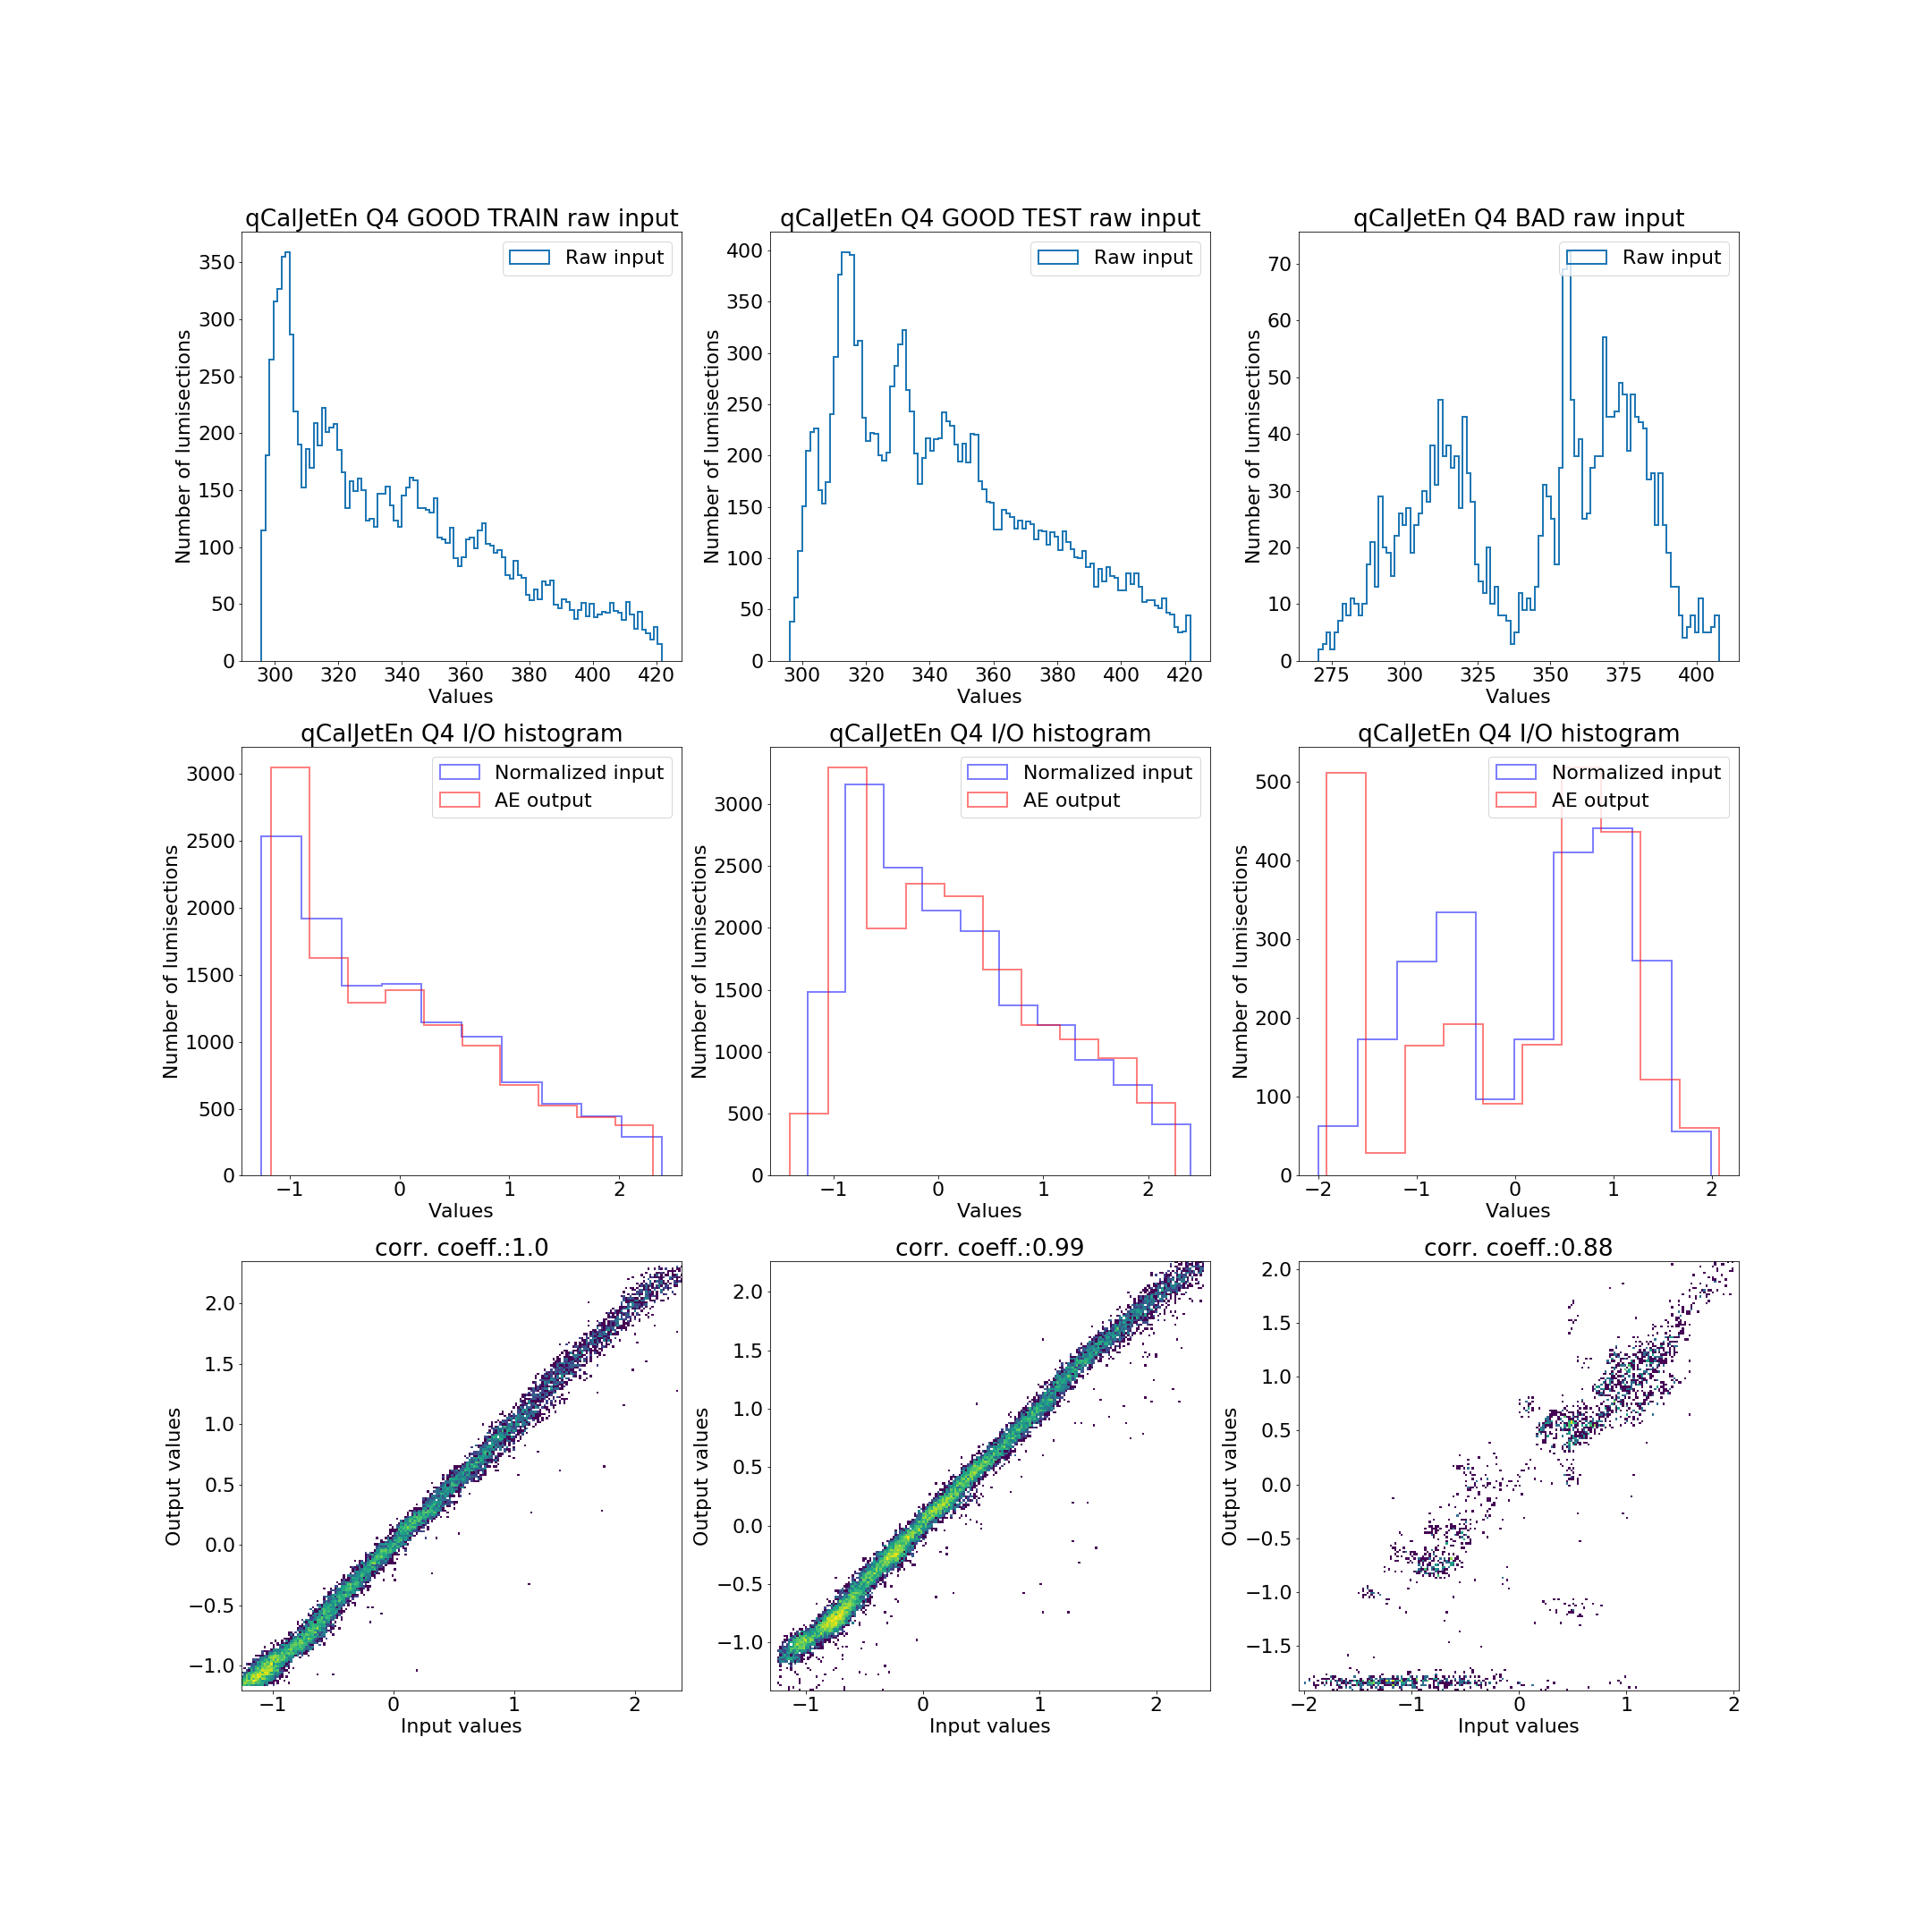 qCalJetEn Q4 GOOD TRAIN raw input
Raw input
350
300
250
200
150
100
50
0
Number of lumisections
300 320 340 360 380 400 420
Values
qCalJetEn Q4 GOOD TEST raw input
Raw input
400
350
300
250
200
150
100
50
0
Number of lumisections
300 320 340 360 380 400 420
Values
qCalJetEn Q4 BAD raw input
Raw input
70
60
50
40
30
20
10
0
Number of lumisections
275 300 325 350 375 400
Values
qCalJetEn Q4 I/O histogram
Normalized input
AE output
3000
2500
2000
1500
1000
500
0
Number of lumisections
−1 0 1 2
Values
qCalJetEn Q4 I/O histogram
Normalized input
AE output
3000
2500
2000
1500
1000
500
0
Number of lumisections
−1 0 1 2
Values
qCalJetEn Q4 I/O histogram
Normalized input
AE output
500
400
300
200
100
0
Number of lumisections
−2 −1 0 1 2
Values
corr. coeff.:1.0
2.0
1.5
1.0
0.5
0.0
−0.5
−1.0
Output values
−1 0 1 2
Input values
corr. coeff.:0.99
2.0
1.5
1.0
0.5
0.0
−0.5
−1.0
Output values
−1 0 1 2
Input values
corr. coeff.:0.88
2.0
1.5
1.0
0.5
0.0
−0.5
−1.0
−1.5
Output values
−2 −1 0 1 2
Input values